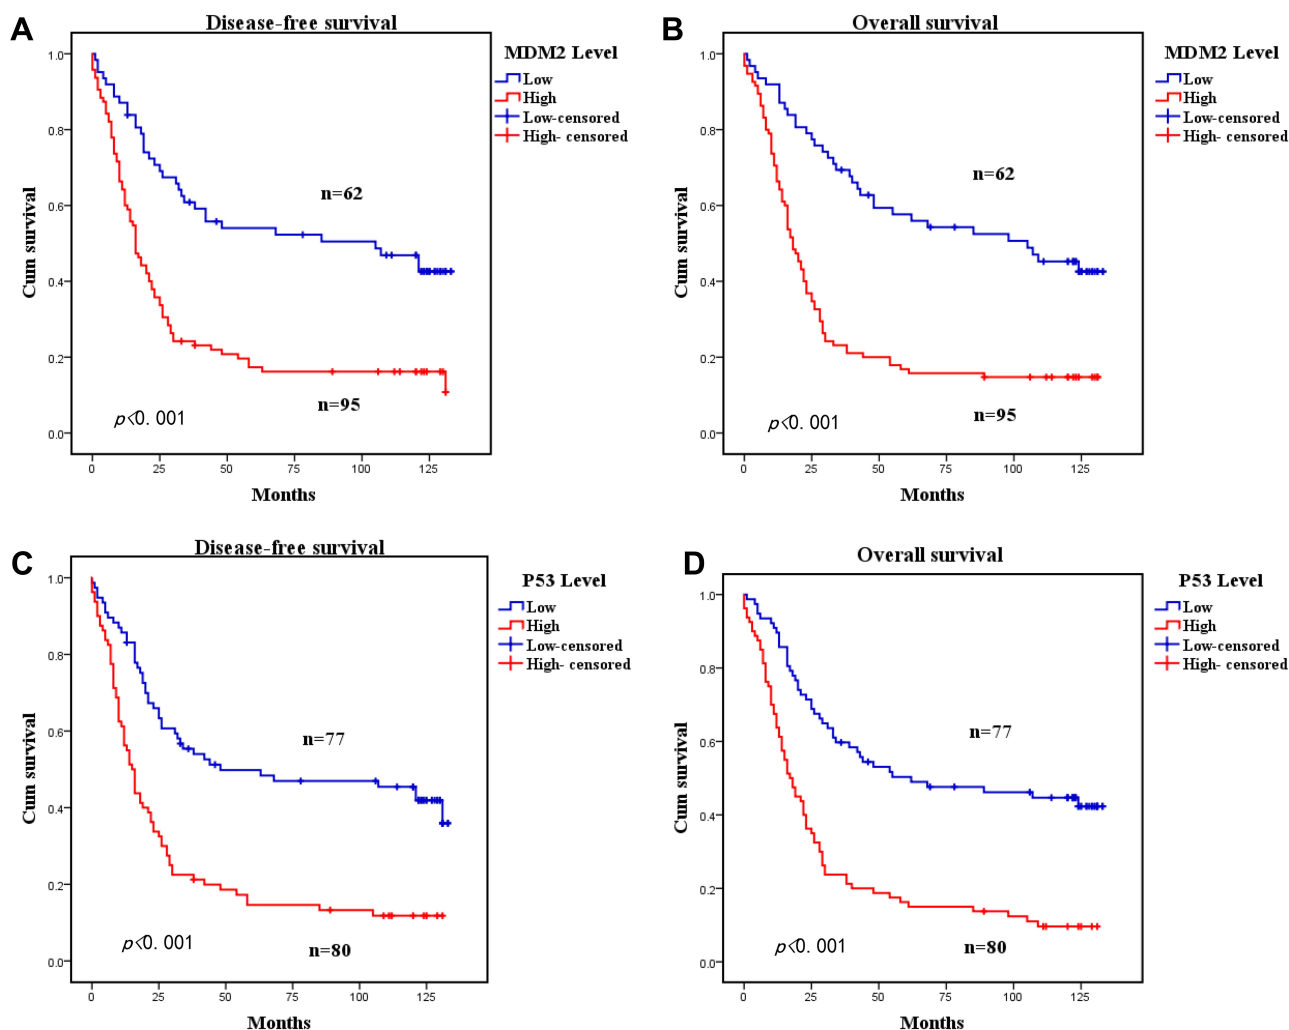 A
Disease-free survival
MDM2 Level
Low
High
Low-censored
High- censored
Cum survival
1.0
0.8
0.6
0.4
0.2
0.0
n=62
n=95
p<0. 001
0 25 50 75 100 125
Months
B
Overall survival
MDM2 Level
Low
High
Low-censored
High- censored
Cum survival
1.0
0.8
0.6
0.4
0.2
0.0
n=62
n=95
p<0. 001
0 25 50 75 100 125
Months
C
Disease-free survival
P53 Level
Low
High
Low-censored
High- censored
Cum survival
1.0
0.8
0.6
0.4
0.2
0.0
n=77
n=80
p<0. 001
0 25 50 75 100 125
Months
D
Overall survival
P53 Level
Low
High
Low-censored
High- censored
Cum survival
1.0
0.8
0.6
0.4
0.2
0.0
n=77
n=80
p<0. 001
0 25 50 75 100 125
Months